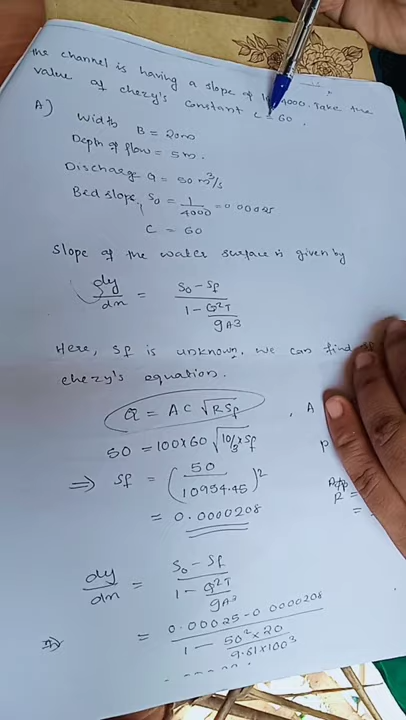 the channel is having a slope of 1 4000. Take the
value of chezy's constant C = 60.
A) Width B = 20m
Depth of flow = 5m.
Discharge Q = 50 m³/s
Bed slope, S₀ = 1/4000 = 0.00025
C = 60
Slope of the water surface is given by
dy/dx = (S₀ - Sf) / (1 - Q²T/gA³)
Here, Sf is unknown. We can find
chezy's equation.
Q = AC √RSf , A
50 = 100×60 √10/3×Sf P
⇒ Sf = (50/10954.45)² R =
= 0.0000208 =
dy/dx = (S₀ - Sf) / (1 - Q²T/gA³)
⇒ = (0.00025-0.0000208) / (1 - 50²×20/9.81×100³)